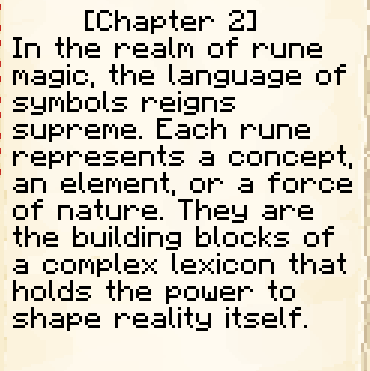 [Chapter 2]
In the realm of rune
magic, the language of
symbols reigns
supreme. Each rune
represents a concept,
an element, or a force
of nature. They are
the building blocks of
a complex lexicon that
holds the power to
shape reality itself.